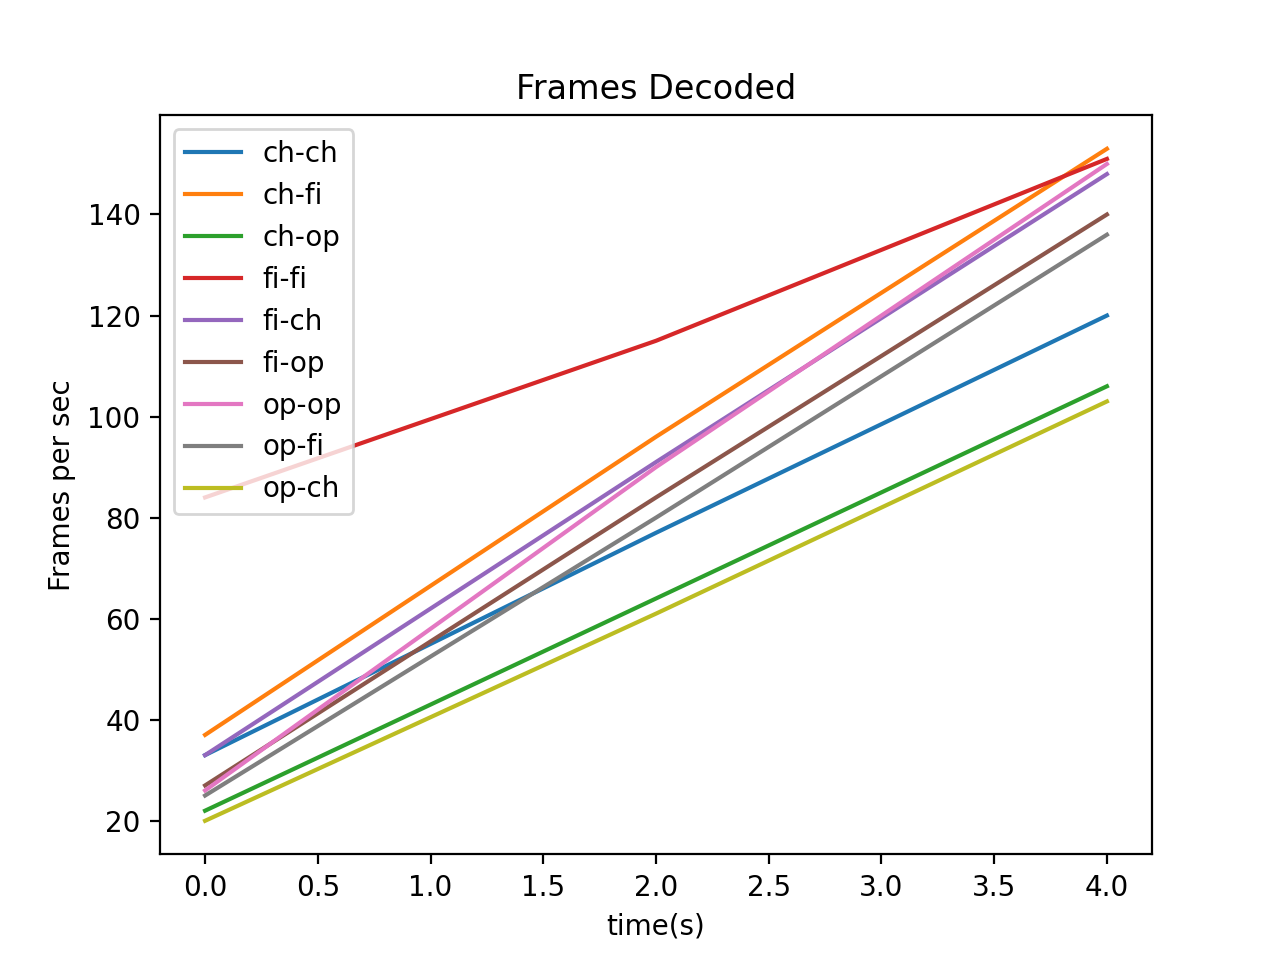 Frames Decoded
ch-ch
ch-fi
ch-op
fi-fi
fi-ch
fi-op
op-op
op-fi
op-ch
Frames per sec
140
120
100
80
60
40
20
0.0 0.5 1.0 1.5 2.0 2.5 3.0 3.5 4.0
time(s)